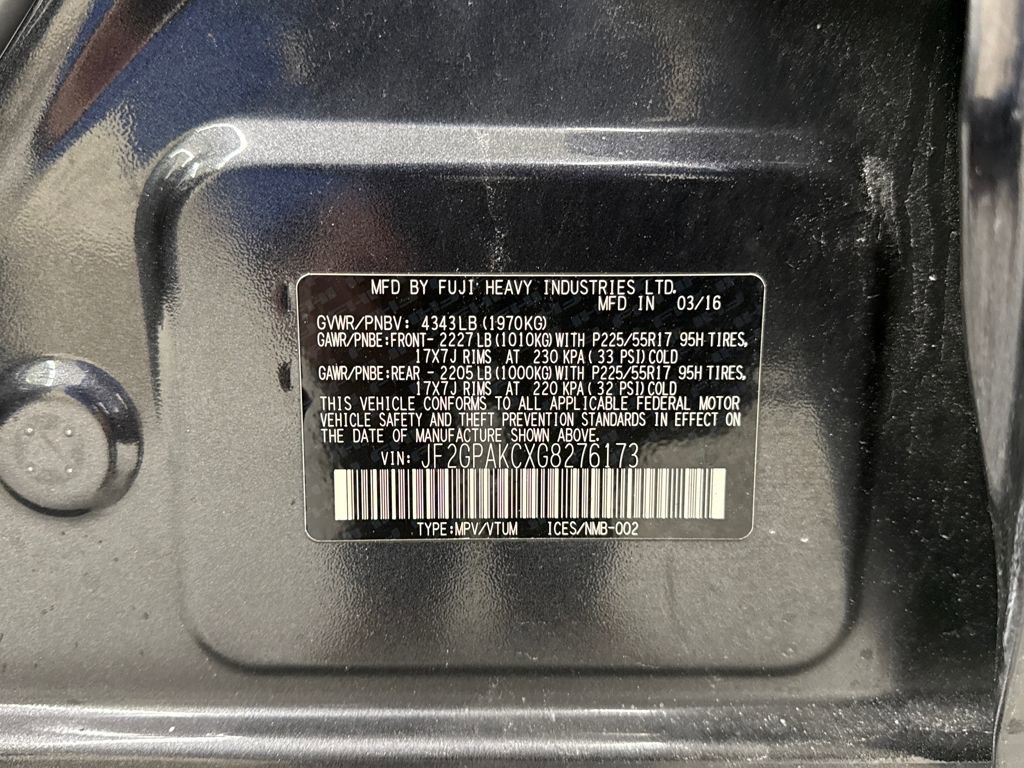 MFD BY FUJI HEAVY INDUSTRIES LTD.
MFD IN 03/16
GVWR/PNBV: 4343LB(1970KG)
GAWR/PNBE:FRONT- 2227LB(1010KG)WITH P225/55R17 95H TIRES,
17X7J RIMS AT 230 KPA(33 PSI)COLD
GAWR/PNBE:REAR - 2205LB(1000KG)WITH P225/55R17 95H TIRES,
17X7J RIMS AT 220 KPA(32 PSI)COLD
THIS VEHICLE CONFORMS TO ALL APPLICABLE FEDERAL MOTOR
VEHICLE SAFETY AND THEFT PREVENTION STANDARDS IN EFFECT ON
THE DATE OF MANUFACTURE SHOWN ABOVE.
VIN: JF2GPAKCXG8276173
TYPE:MPV/VTUM ICES/NMB-002